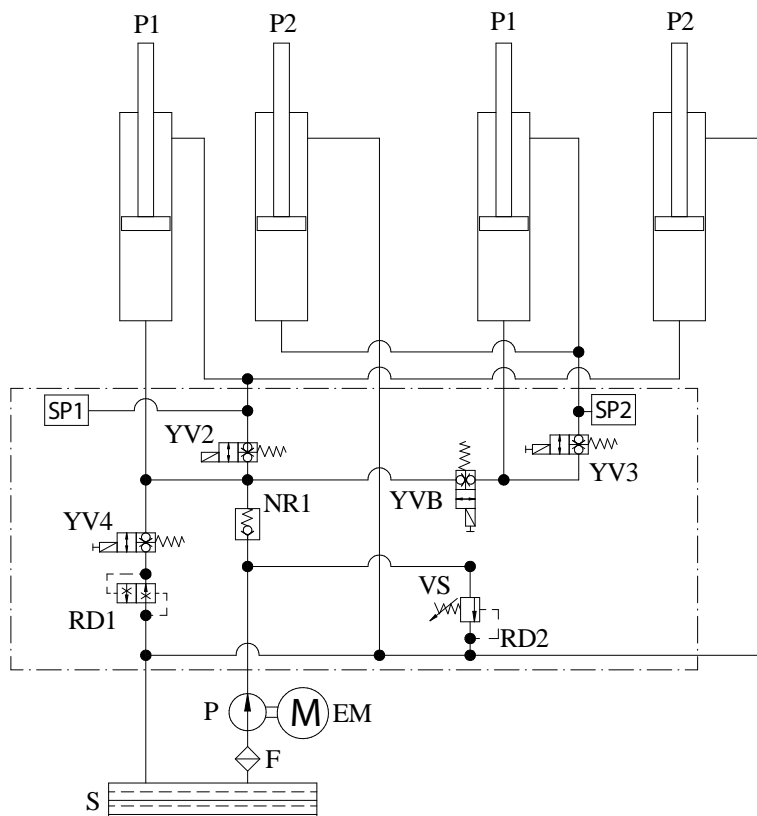 P1 P2 P1 P2
SP1 SP2
YV2
YV3
NR1 YVB
YV4
VS
RD1 RD2
P M EM
F
S